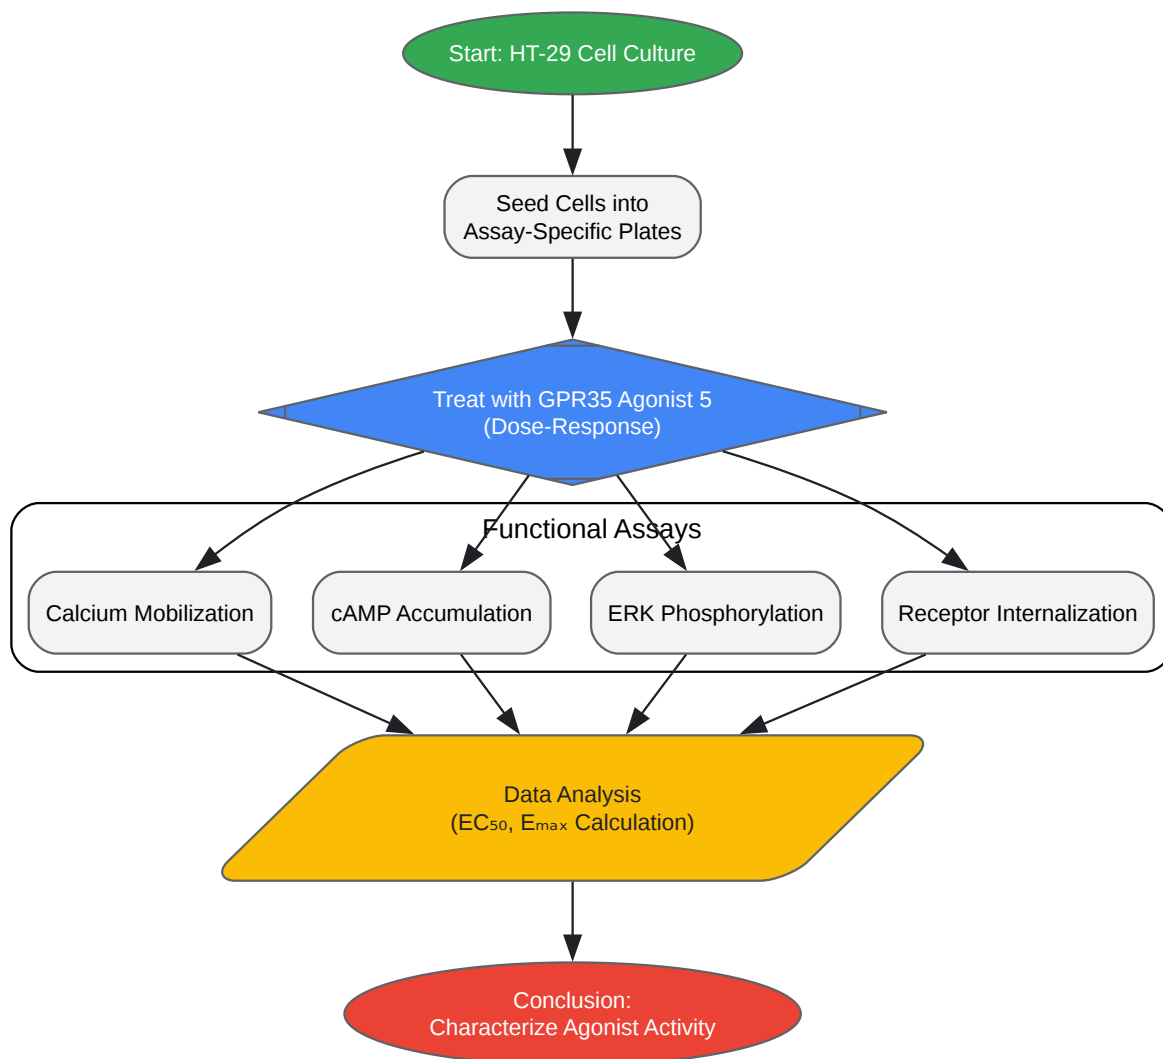 Start: HT-29 Cell Culture
Seed Cells into
Assay-Specific Plates
Treat with GPR35 Agonist 5
(Dose-Response)
Functional Assays
Calcium Mobilization
cAMP Accumulation
ERK Phosphorylation
Receptor Internalization
Data Analysis
(EC₅₀, Eₘₐₓ Calculation)
Conclusion:
Characterize Agonist Activity